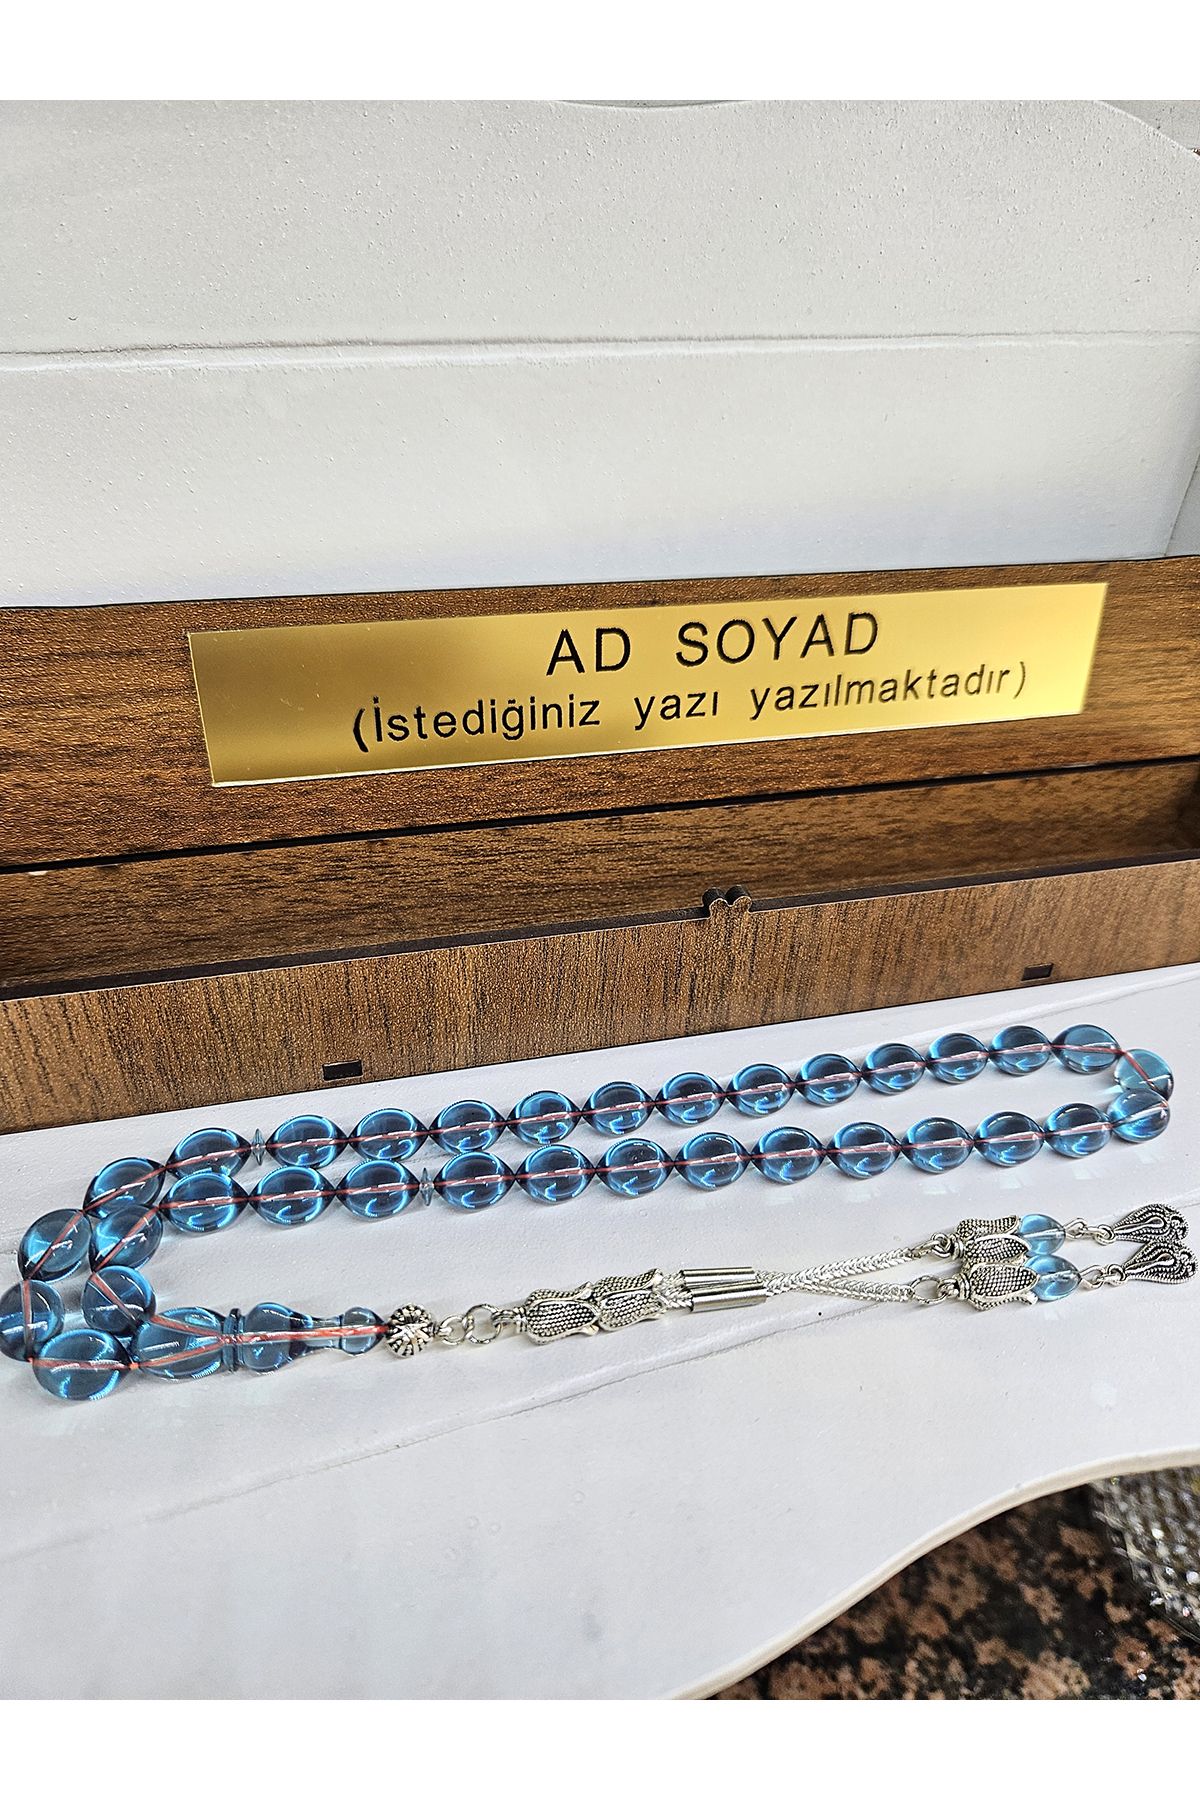 AD SOYAD
(İstediğiniz yazı yazılmaktadır)